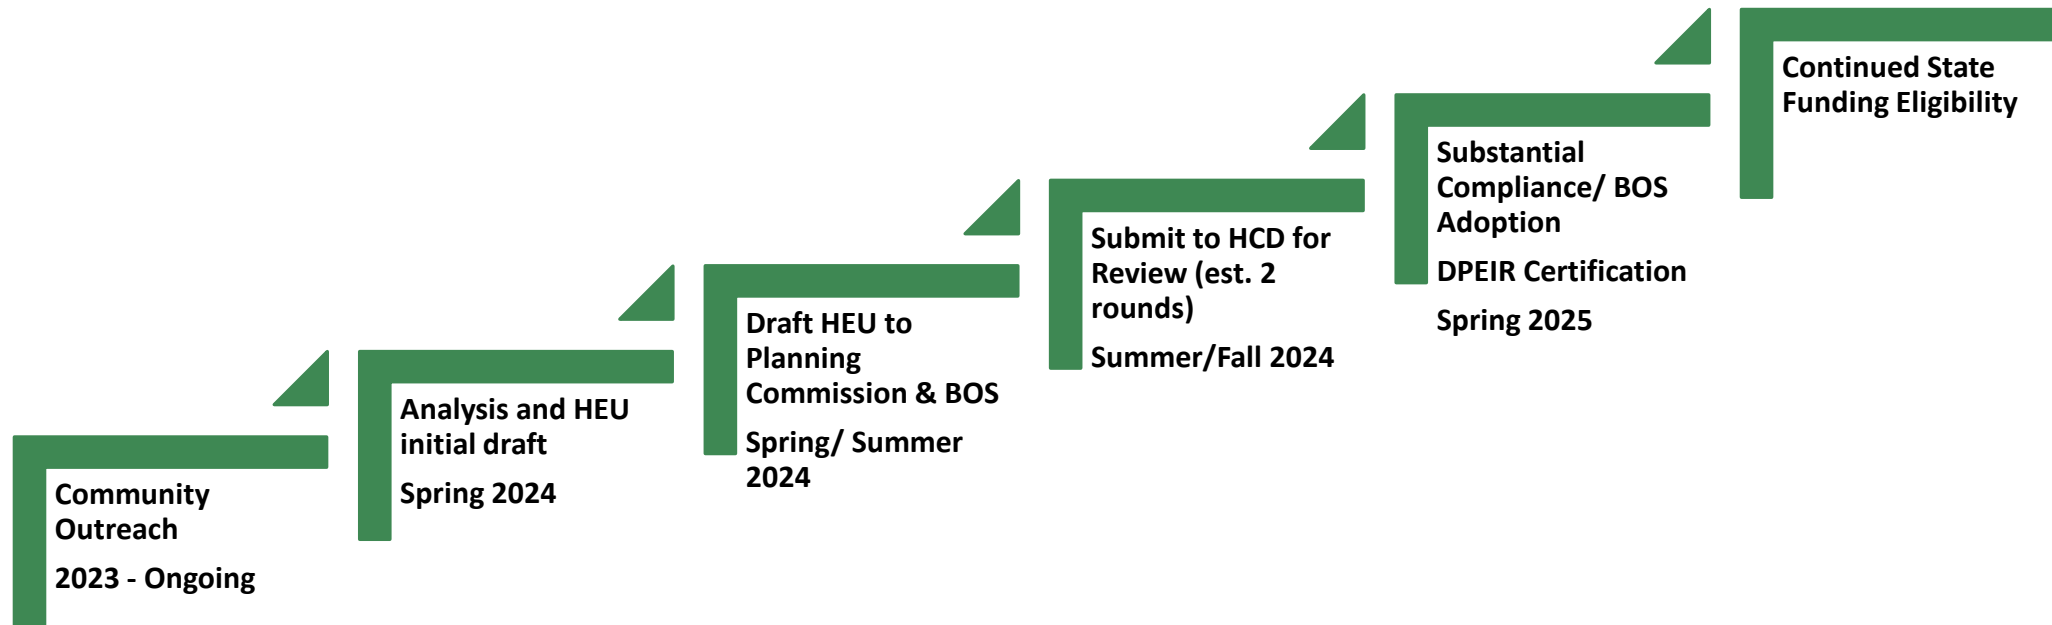 Community
Outreach
2023 - Ongoing
Analysis and HEU
initial draft
Spring 2024
Draft HEU to
Planning
Commission & BOS
Spring/ Summer
2024
Submit to HCD for
Review (est. 2
rounds)
Summer/Fall 2024
Substantial
Compliance/ BOS
Adoption
DPEIR Certification
Spring 2025
Continued State
Funding Eligibility